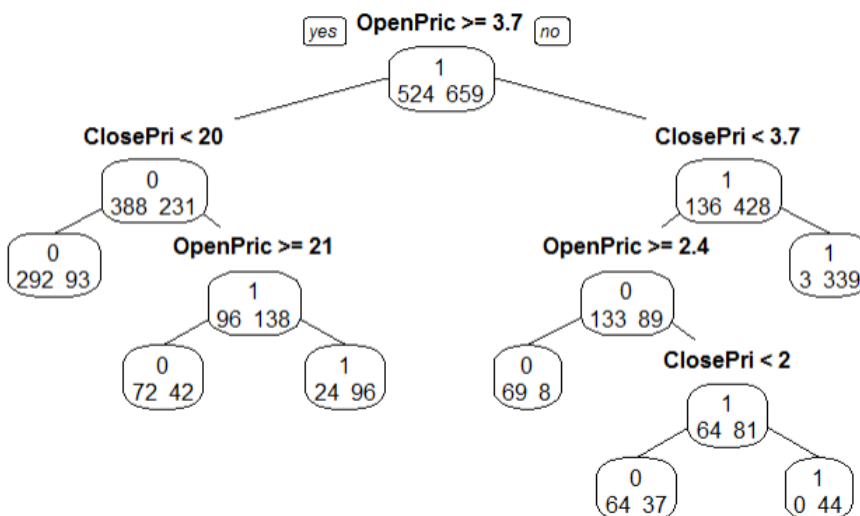 yes OpenPric >= 3.7 no
1
524 659
ClosePri < 20 ClosePri < 3.7
0 1
388 231 136 428
OpenPric >= 21 OpenPric >= 2.4
0 1
292 93 3 339
1 0
96 138 133 89
ClosePri < 2
0 1 0
72 42 24 96 69 8
1
64 81
0 1
64 37 0 44